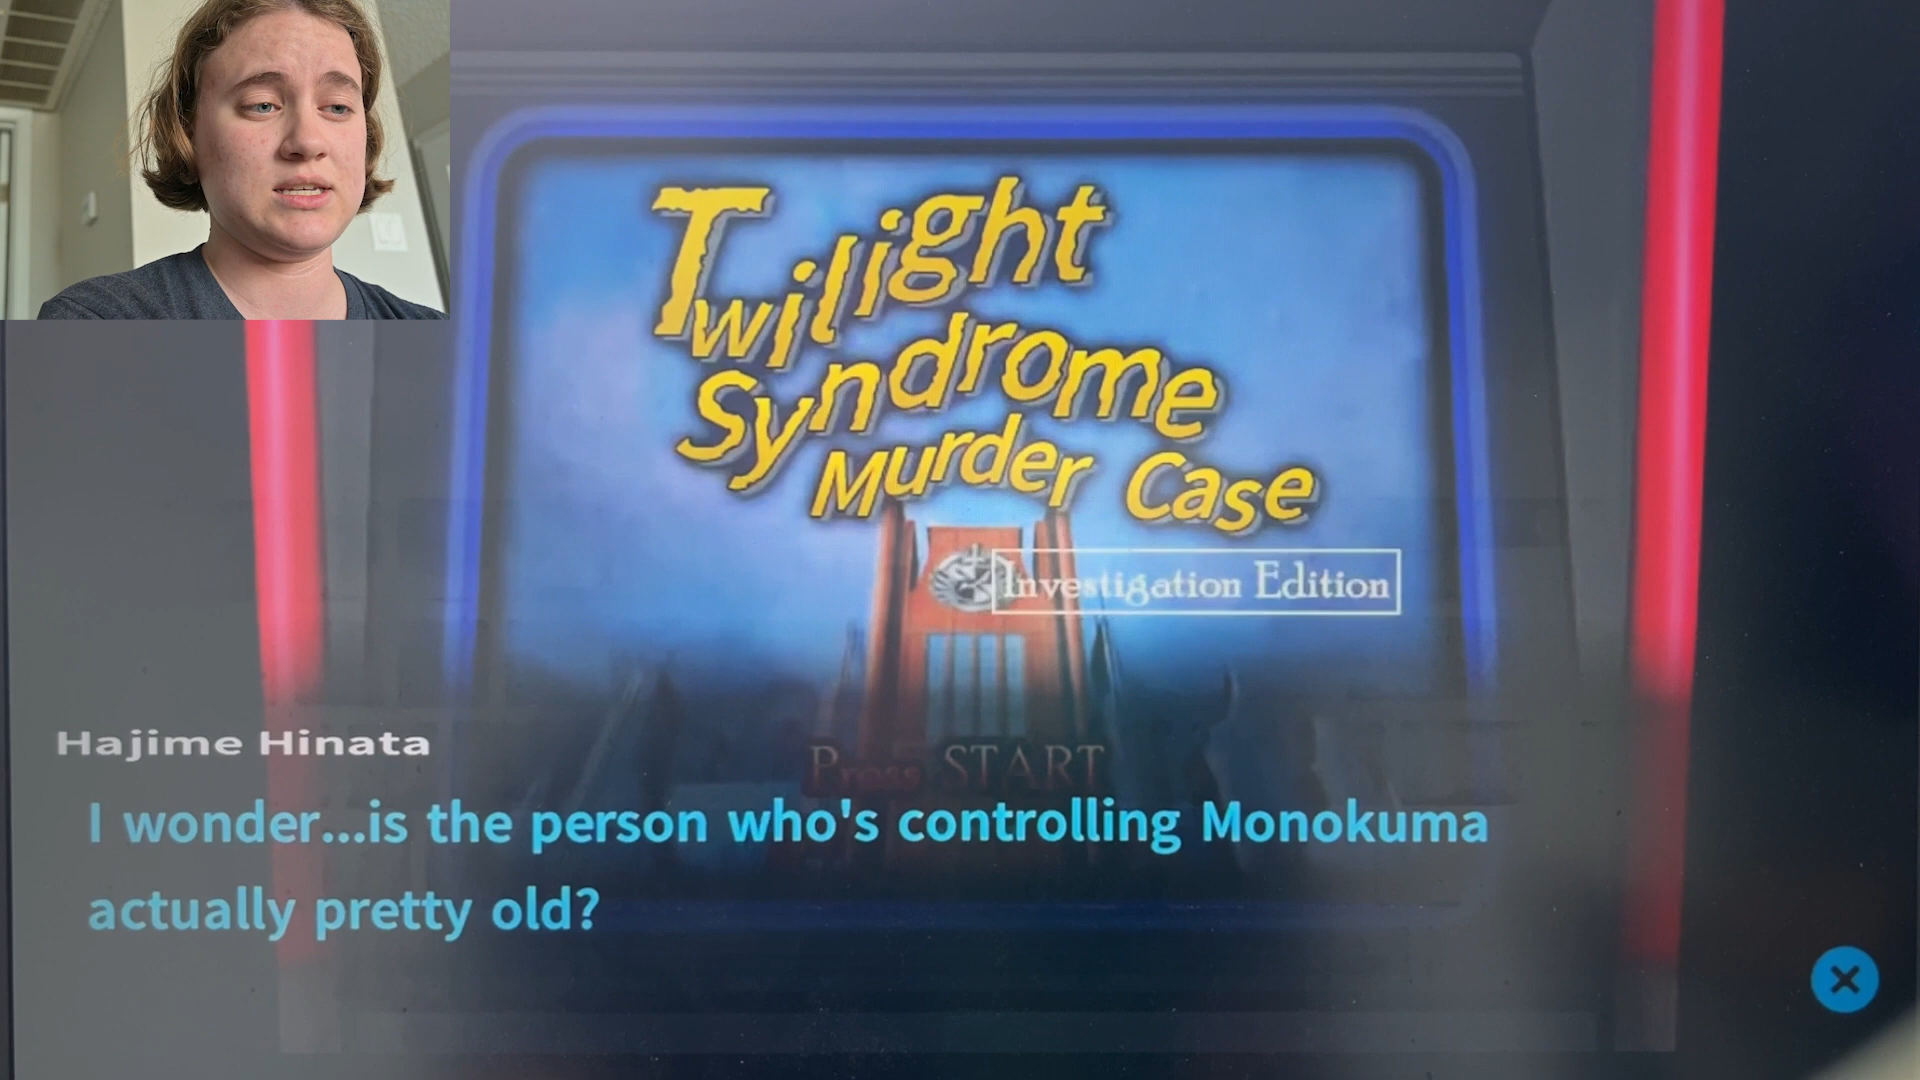 Twilight
Syndrome
Murder Case
Investigation Edition
Press START
Hajime Hinata
I wonder...is the person who's controlling Monokuma
actually pretty old?